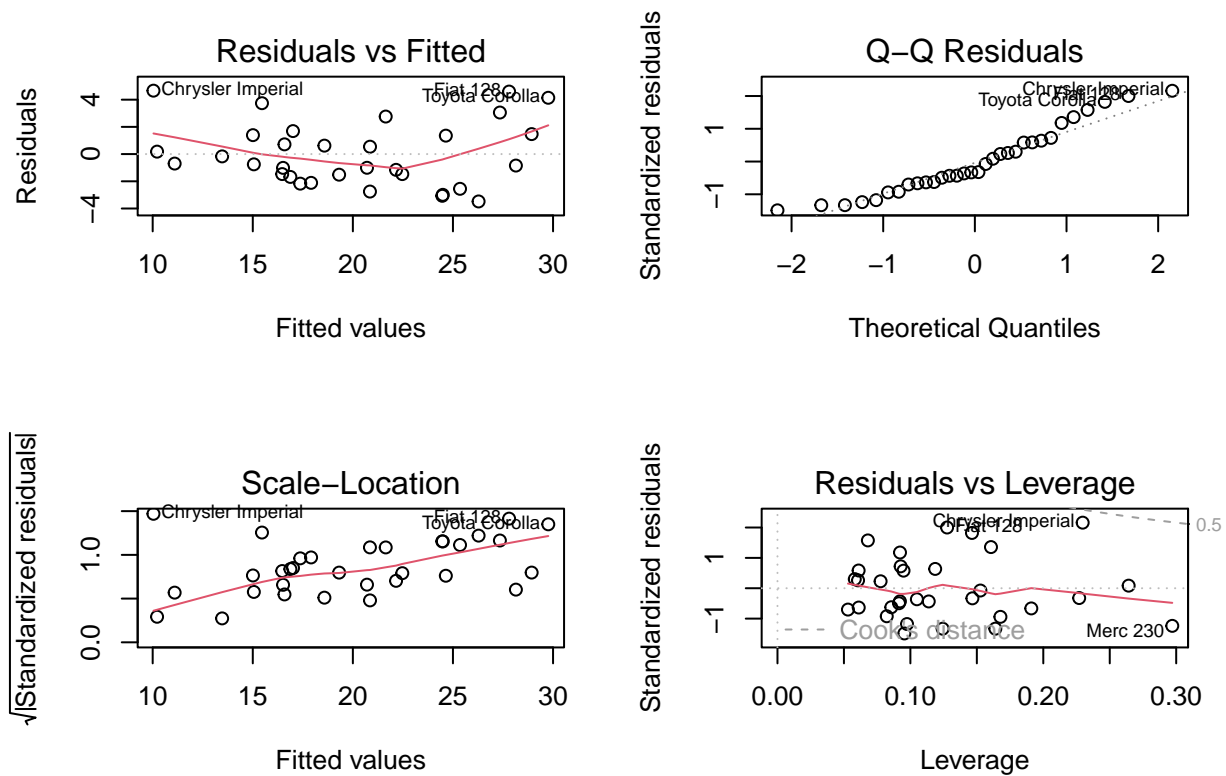 Residuals vs Fitted
Residuals
4
0
−4
Chrysler Imperial
Fiat 128
Toyota Corolla
10
15
20
25
30
Fitted values
Q−Q Residuals
Standardized residuals
1
−1
Chrysler Imperial
Fiat 128
Toyota Corolla
−2
−1
0
1
2
Theoretical Quantiles
Scale−Location
√|Standardized residuals|
1.0
0.0
Chrysler Imperial
Fiat 128
Toyota Corolla
10
15
20
25
30
Fitted values
Residuals vs Leverage
Standardized residuals
1
−1
Chrysler Imperial
Fiat 128
0.5
Cook's distance
Merc 230
0.00
0.10
0.20
0.30
Leverage